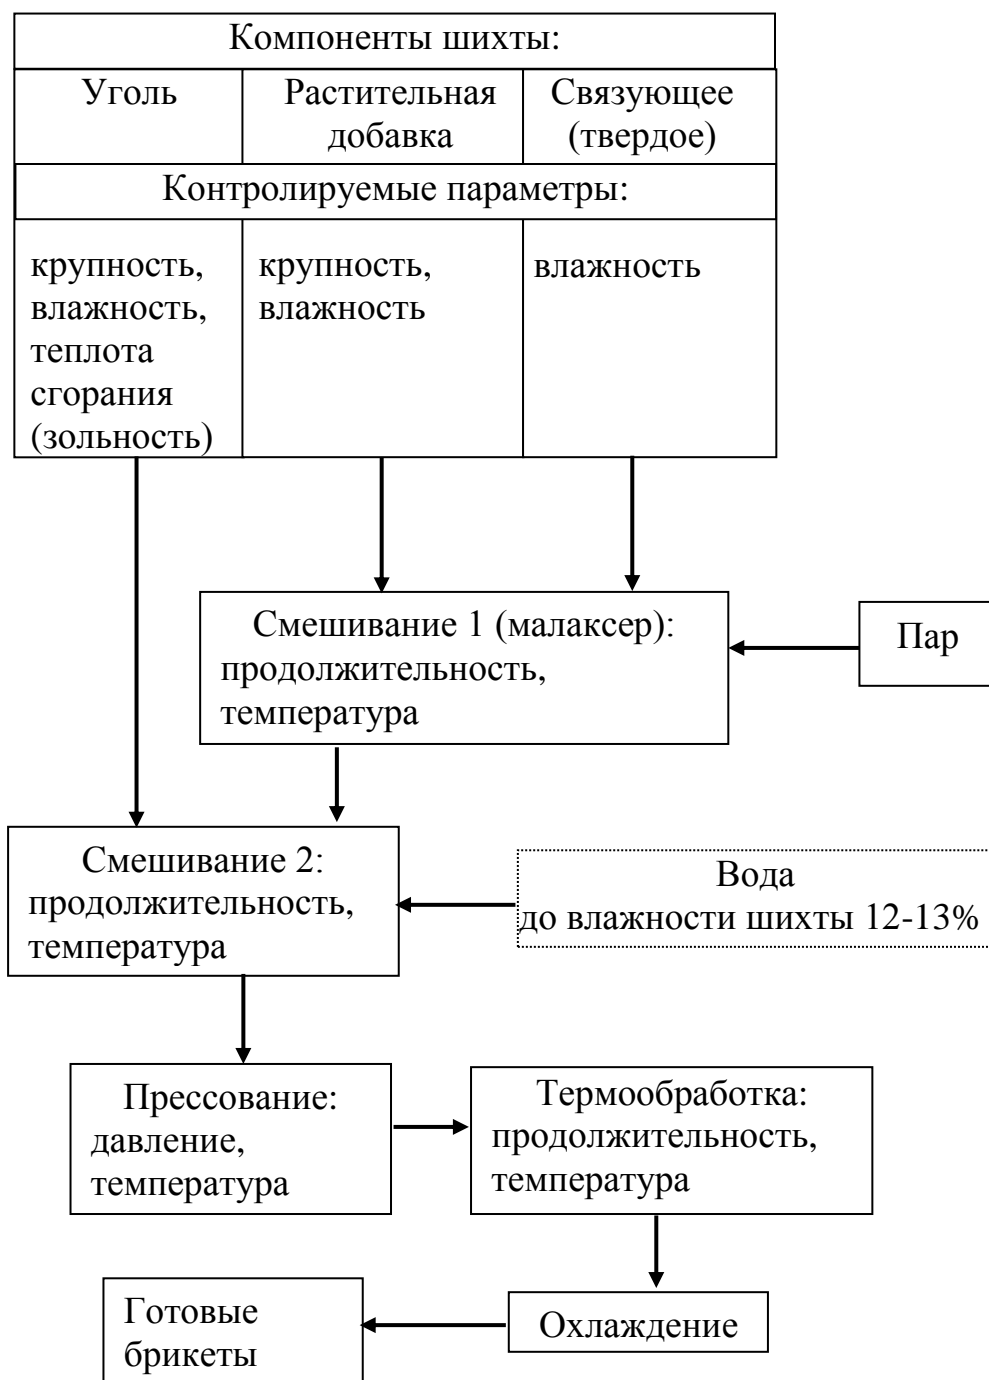 Компоненты шихты:
Уголь
Растительная
добавка
Связующее
(твердое)
Контролируемые параметры:
крупность,
влажность,
теплота
сгорания
(зольность)
крупность,
влажность
влажность
Смешивание 1 (малаксер):
продолжительность,
температура
Пар
Смешивание 2:
продолжительность,
температура
Вода
до влажности шихты 12-13%
Прессование:
давление,
температура
Термообработка:
продолжительность,
температура
Охлаждение
Готовые
брикеты